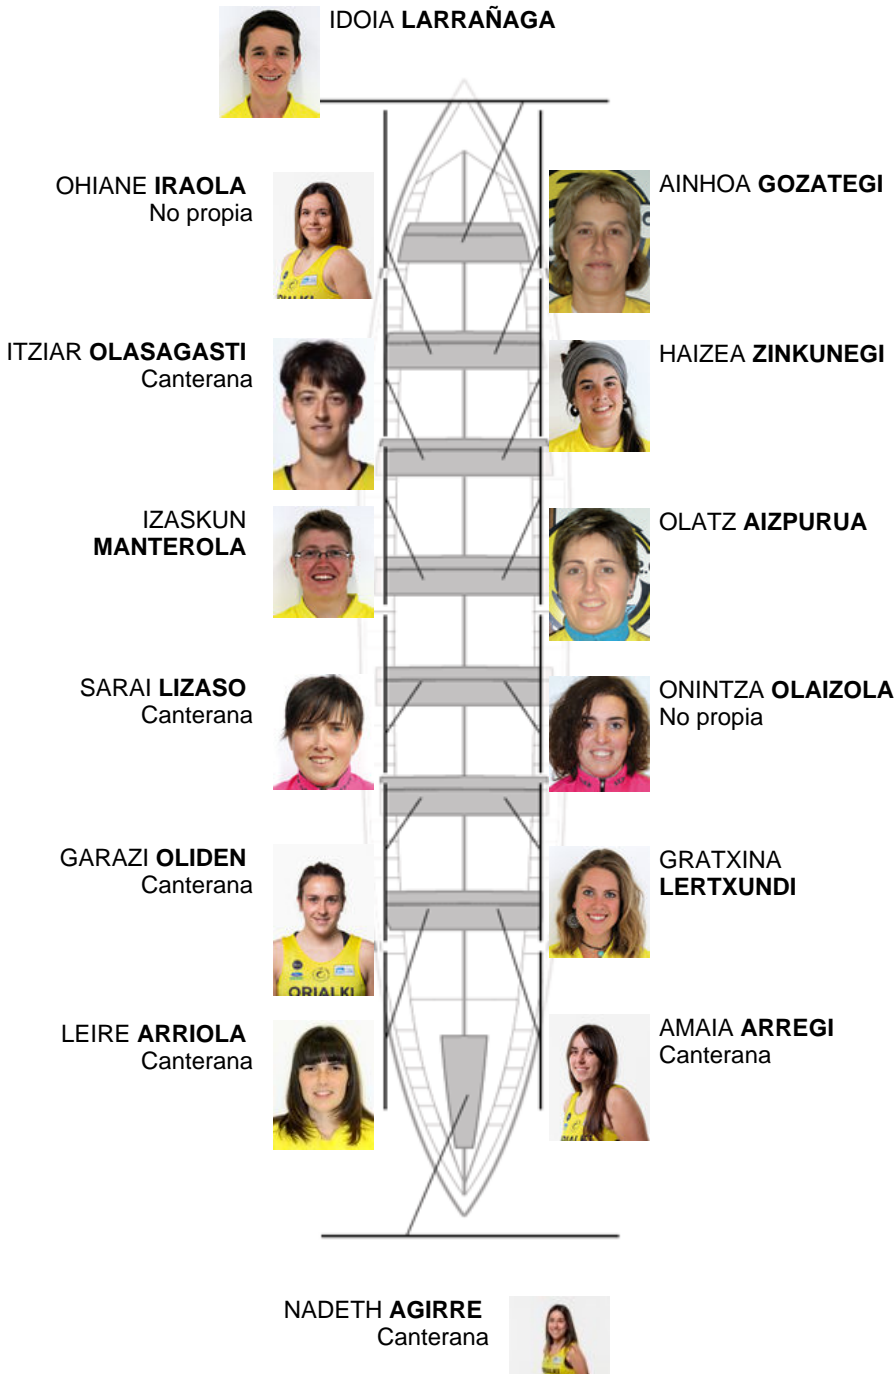 IDOIA LARRAÑAGA
OHIANE IRAOLA
No propia
AINHOA GOZATEGI
ITZIAR OLASAGASTI
Canterana
HAIZEA ZINKUNEGI
IZASKUN
MANTEROLA
OLATZ AIZPURUA
SARAI LIZASO
Canterana
ONINTZA OLAIZOLA
No propia
GARAZI OLIDEN
Canterana
GRATXINA
LERTXUNDI
ORIALKI
LEIRE ARRIOLA
Canterana
AMAIA ARREGI
Canterana
NADETH AGIRRE
Canterana